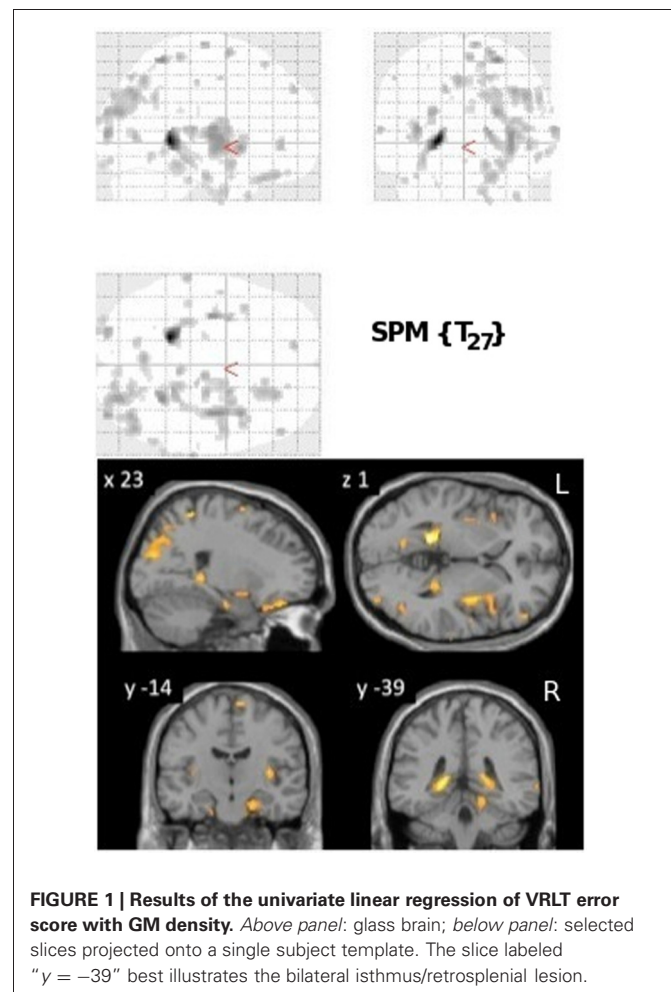 SPM {T27}
x 23
z 1
L
y -14
y -39
R
FIGURE 1 | Results of the univariate linear regression of VRLT error
score with GM density. Above panel: glass brain; below panel: selected
slices projected onto a single subject template. The slice labeled
“y = −39” best illustrates the bilateral isthmus/retrosplenial lesion.